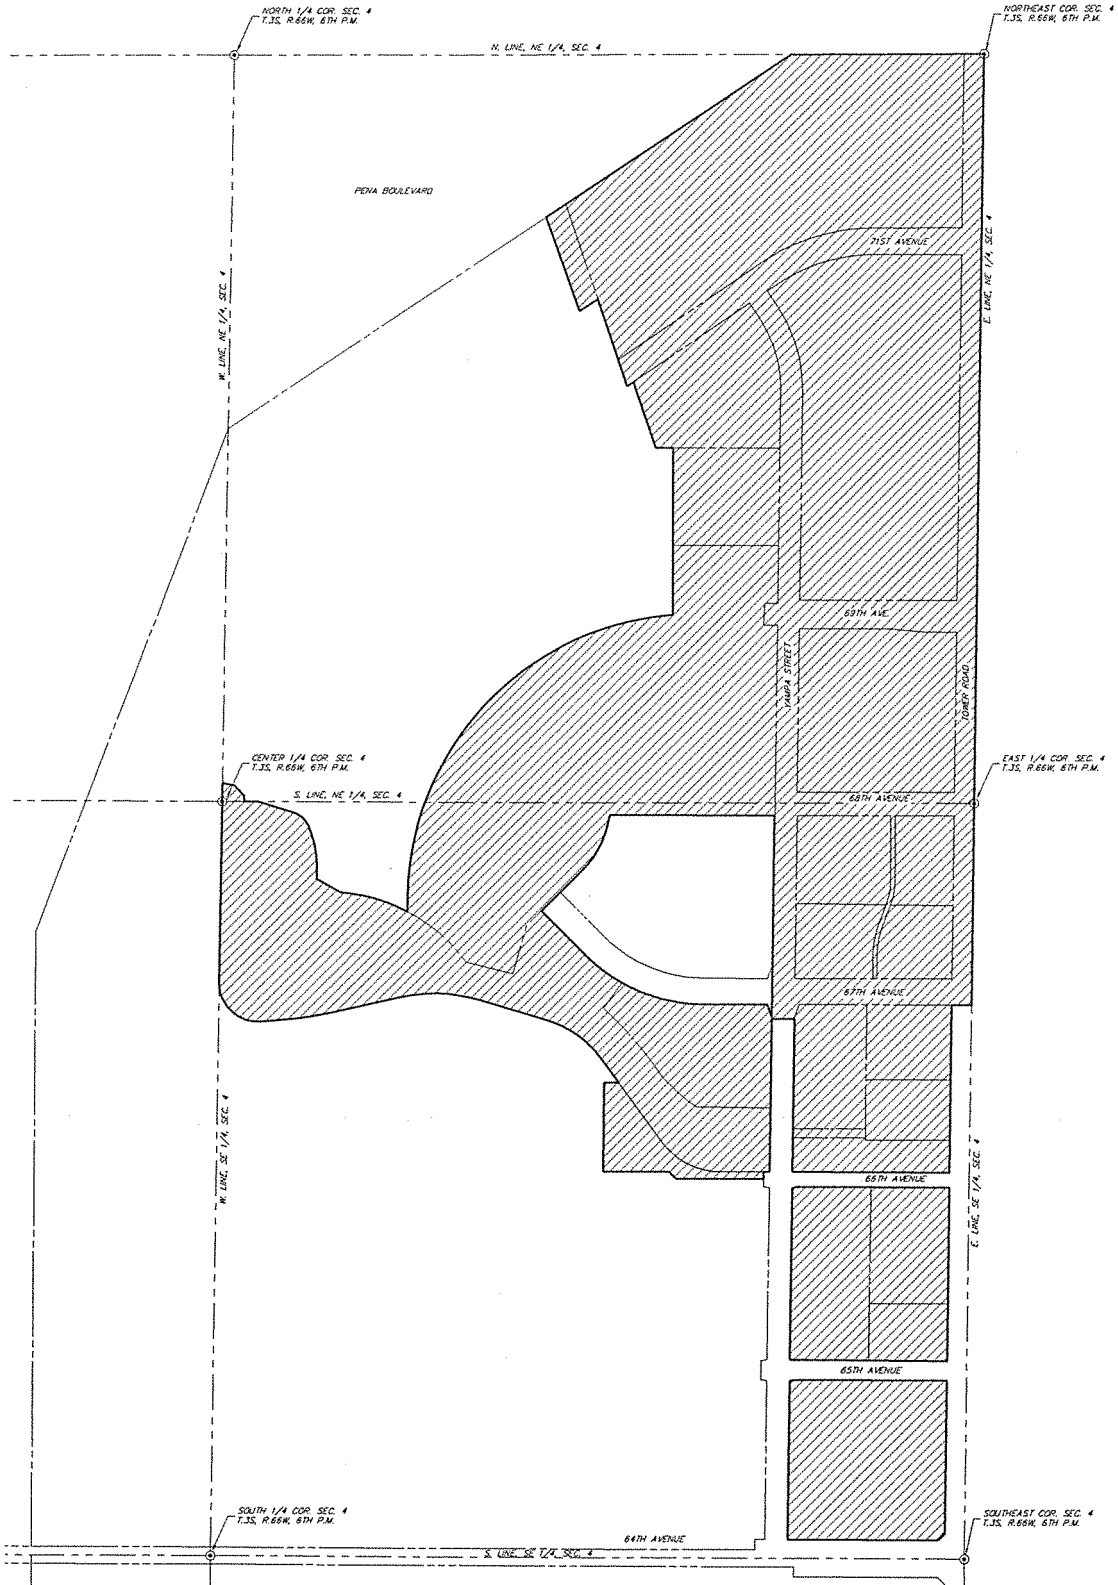 NORTH 1/4 COR. SEC. 4
T.3S, R.66W, 6TH P.M.
NORTHEAST COR. SEC. 4
T.3S, R.66W, 6TH P.M.
N. LINE, NE 1/4, SEC. 4
PENA BOULEVARD
71ST AVENUE
E. LINE, NE 1/4, SEC. 4
W. LINE, NE 1/4, SEC. 4
69TH AVE.
YAMPA STREET
TOWER ROAD
CENTER 1/4 COR. SEC. 4
T.3S, R.66W, 6TH P.M.
EAST 1/4 COR. SEC. 4
T.3S, R.66W, 6TH P.M.
S. LINE, NE 1/4, SEC. 4
68TH AVENUE
67TH AVENUE
W. LINE, SE 1/4, SEC. 4
E. LINE, SE 1/4, SEC. 4
66TH AVENUE
65TH AVENUE
SOUTH 1/4 COR. SEC. 4
T.3S, R.66W, 6TH P.M.
SOUTHEAST COR. SEC. 4
T.3S, R.66W, 6TH P.M.
64TH AVENUE
S. LINE, SE 1/4, SEC. 4